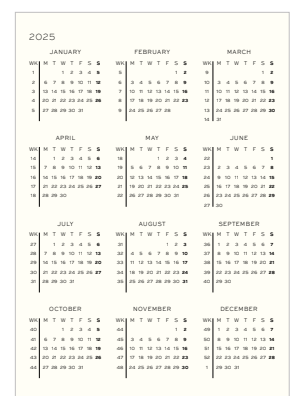 2025
JANUARY
WK M T W T F S S
1 1 2 3 4 5
2 6 7 8 9 10 11 12
3 13 14 15 16 17 18 19
4 20 21 22 23 24 25 26
5 27 28 29 30 31
FEBRUARY
WK M T W T F S S
5 1 2
6 3 4 5 6 7 8 9
7 10 11 12 13 14 15 16
8 17 18 19 20 21 22 23
9 24 25 26 27 28
MARCH
WK M T W T F S S
9 1 2
10 3 4 5 6 7 8 9
11 10 11 12 13 14 15 16
12 17 18 19 20 21 22 23
13 24 25 26 27 28 29 30
14 31
APRIL
WK M T W T F S S
14 1 2 3 4 5 6
15 7 8 9 10 11 12 13
16 14 15 16 17 18 19 20
17 21 22 23 24 25 26 27
18 28 29 30
MAY
WK M T W T F S S
18 1 2 3 4
19 5 6 7 8 9 10 11
20 12 13 14 15 16 17 18
21 19 20 21 22 23 24 25
22 26 27 28 29 30 31
JUNE
WK M T W T F S S
22 1
23 2 3 4 5 6 7 8
24 9 10 11 12 13 14 15
25 16 17 18 19 20 21 22
26 23 24 25 26 27 28 29
27 30
JULY
WK M T W T F S S
27 1 2 3 4 5 6
28 7 8 9 10 11 12 13
29 14 15 16 17 18 19 20
30 21 22 23 24 25 26 27
31 28 29 30 31
AUGUST
WK M T W T F S S
31 1 2 3
32 4 5 6 7 8 9 10
33 11 12 13 14 15 16 17
34 18 19 20 21 22 23 24
35 25 26 27 28 29 30 31
SEPTEMBER
WK M T W T F S S
36 1 2 3 4 5 6 7
37 8 9 10 11 12 13 14
38 15 16 17 18 19 20 21
39 22 23 24 25 26 27 28
40 29 30
OCTOBER
WK M T W T F S S
40 1 2 3 4 5
41 6 7 8 9 10 11 12
42 13 14 15 16 17 18 19
43 20 21 22 23 24 25 26
44 27 28 29 30 31
NOVEMBER
WK M T W T F S S
44 1 2
45 3 4 5 6 7 8 9
46 10 11 12 13 14 15 16
47 17 18 19 20 21 22 23
48 24 25 26 27 28 29 30
DECEMBER
WK M T W T F S S
49 1 2 3 4 5 6 7
50 8 9 10 11 12 13 14
51 15 16 17 18 19 20 21
52 22 23 24 25 26 27 28
1 29 30 31